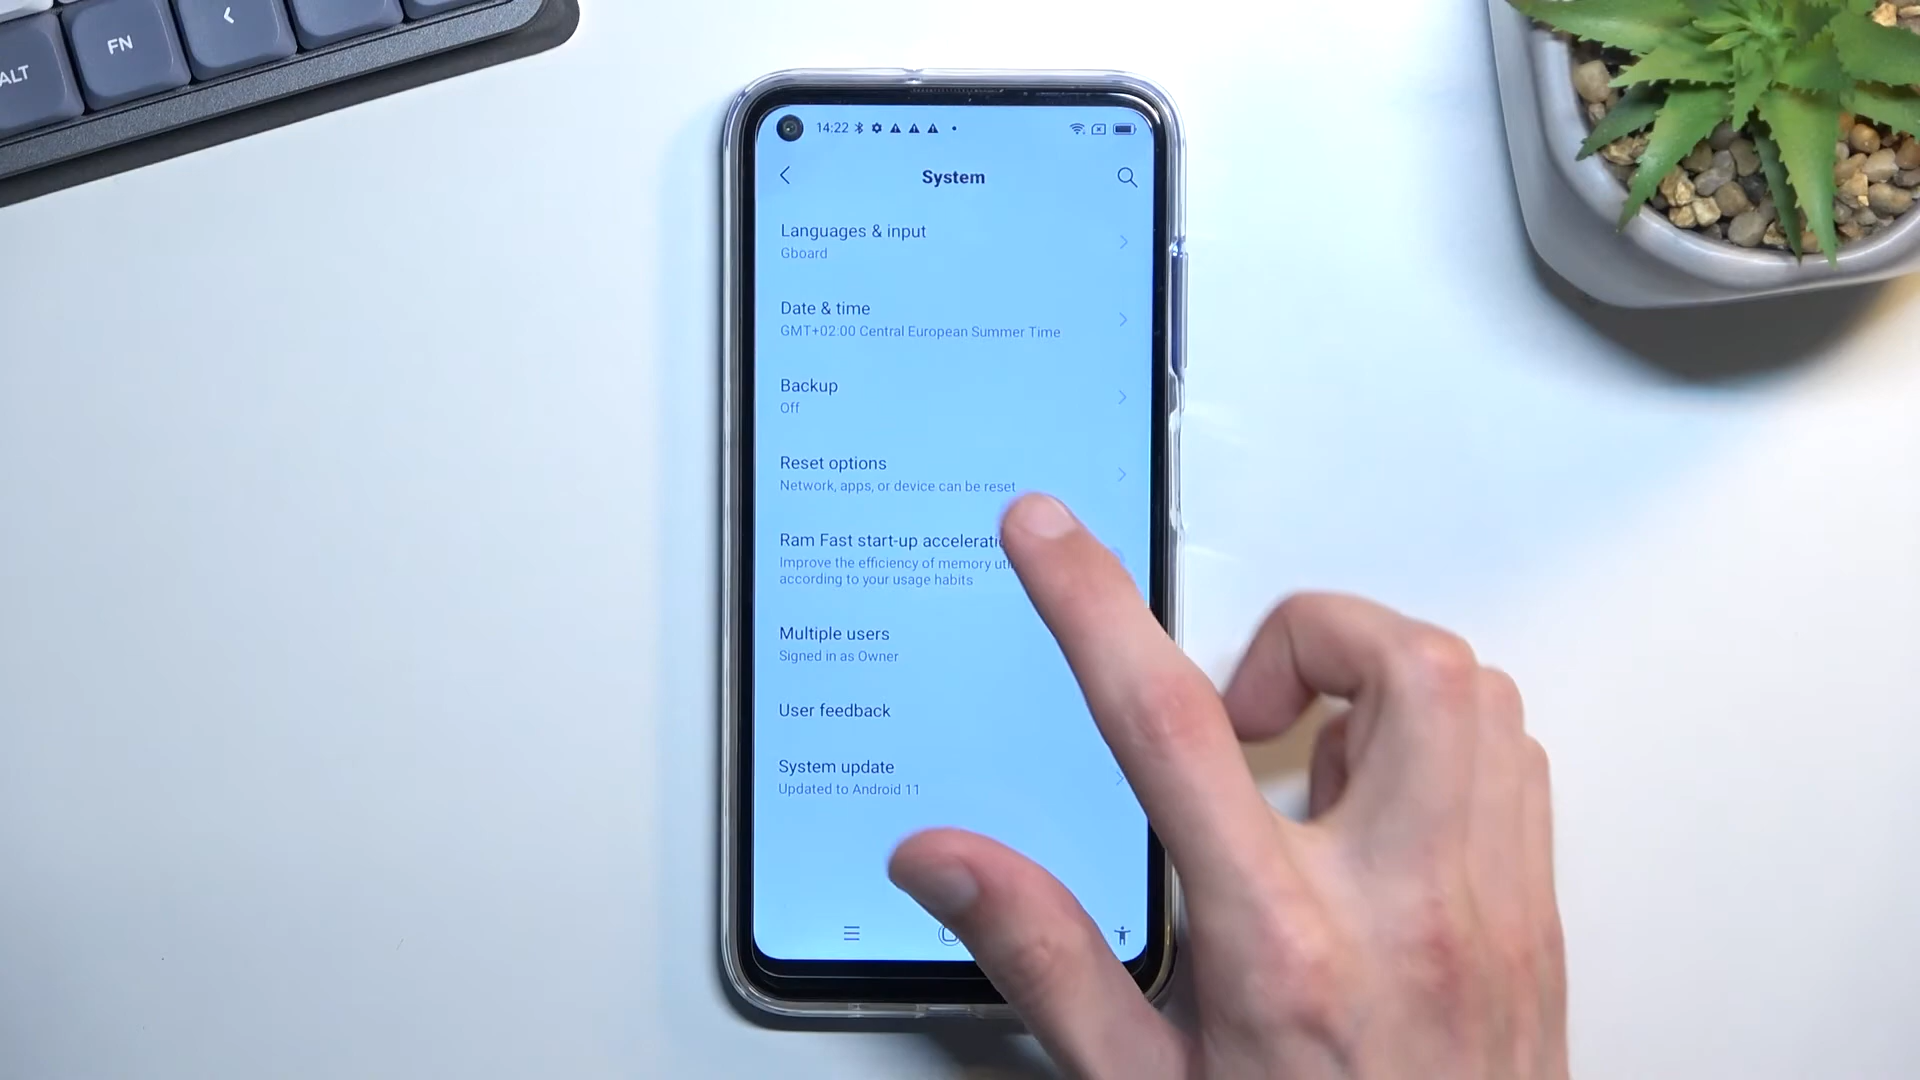 FN
ALT
14:22
System
Languages & input
Gboard
Date & time
GMT+02:00 Central European Summer Time
Backup
Off
Reset options
Network, apps, or device can be reset
Ram Fast start-up
Improve the efficiency of memory
according to your usage habits
Multiple users
Signed in as Owner
User feedback
System update
Updated to Android 11